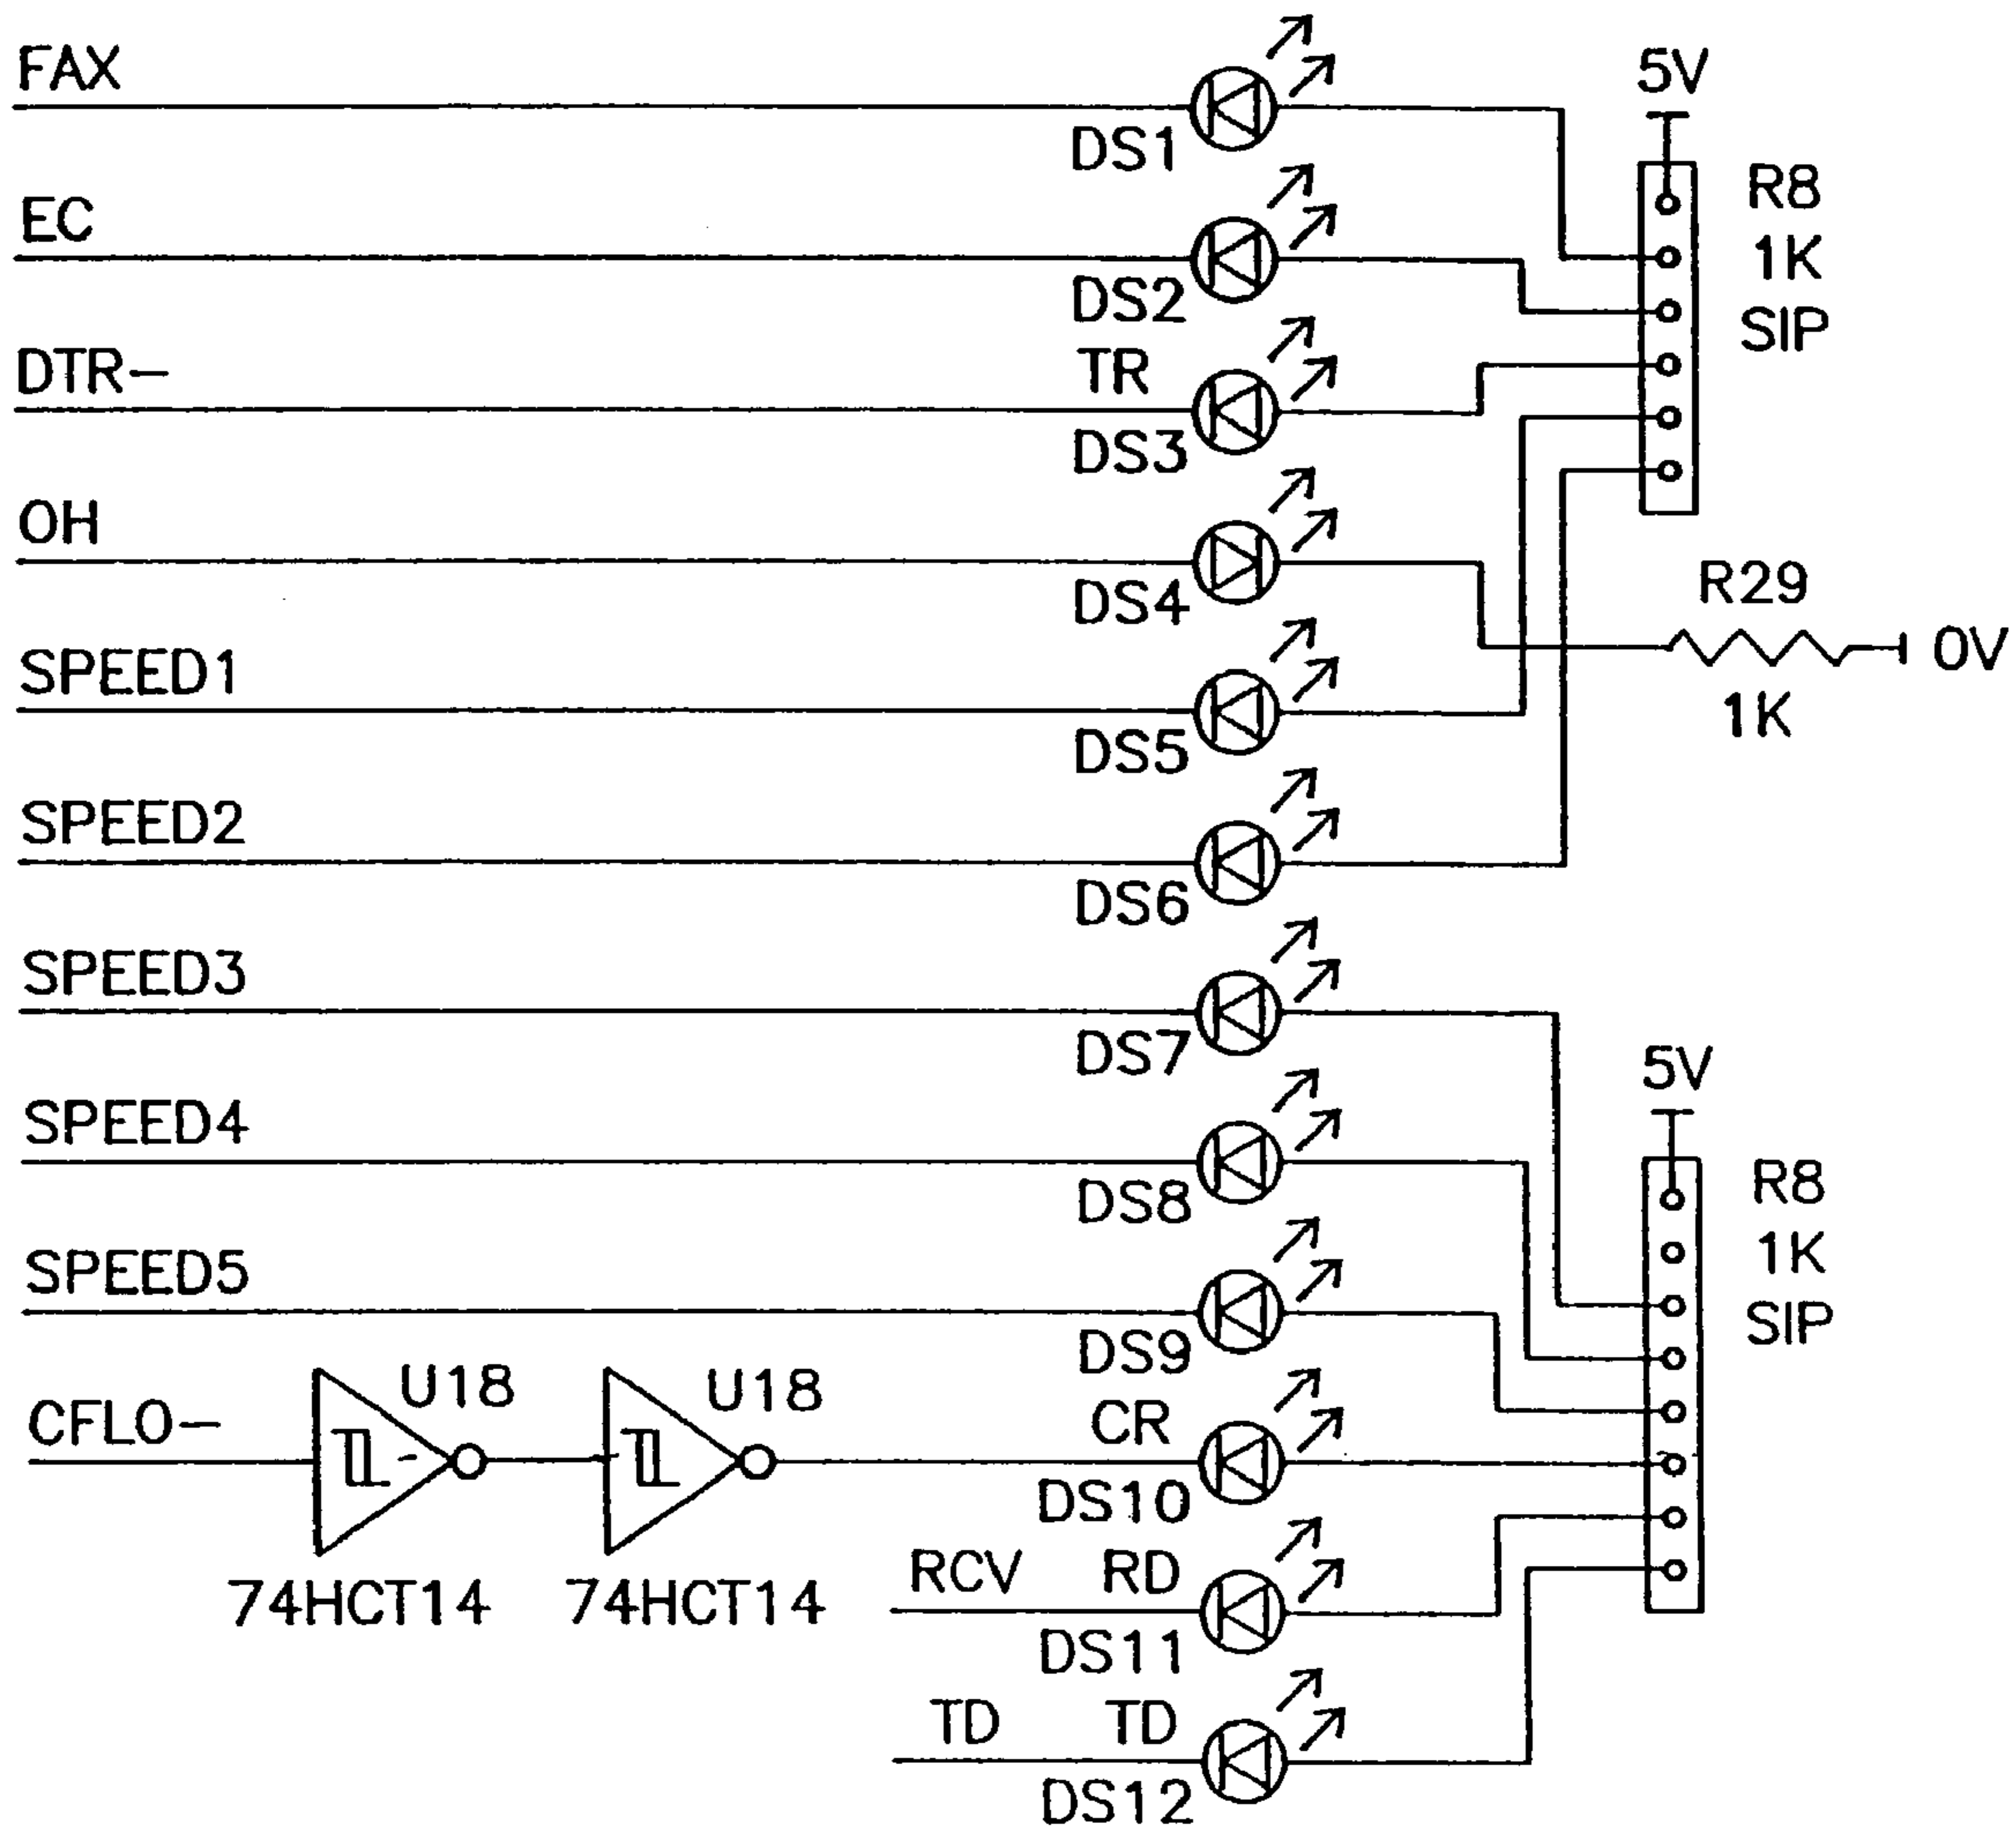 FAX
DS1
5V
R8
1K
SIP
EC
DS2
DTR-
TR
DS3
OH
DS4
R29
0V
1K
SPEED1
DS5
SPEED2
DS6
SPEED3
DS7
5V
R8
1K
SIP
SPEED4
DS8
SPEED5
DS9
CFLO-
U18
U18
CR
DS10
74HCT14
74HCT14
RCV
RD
DS11
TD
TD
DS12